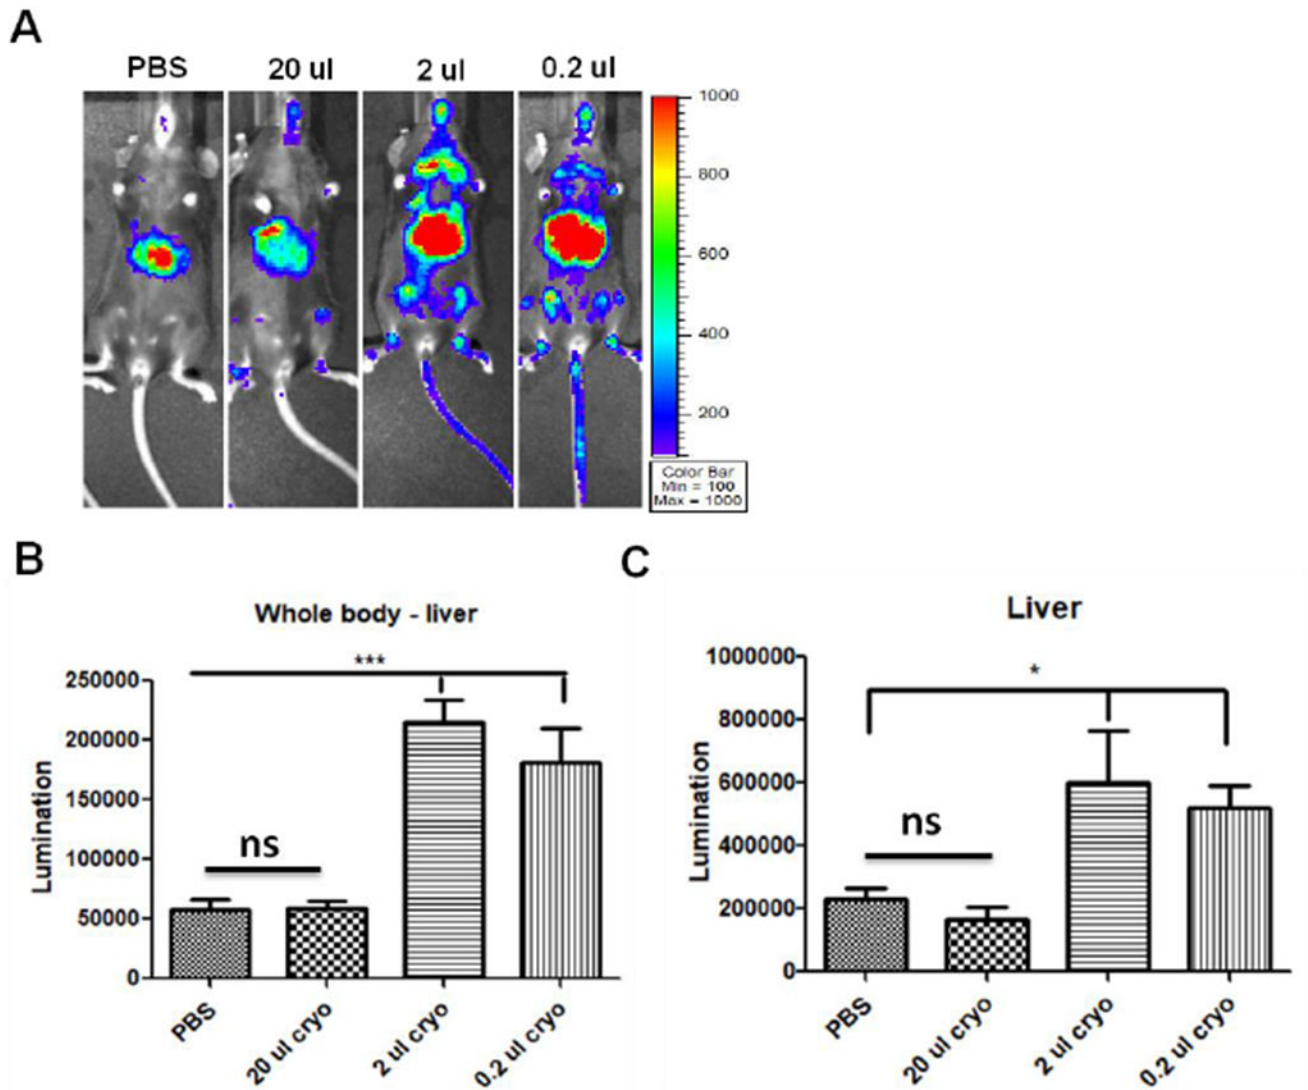 A
PBS 20 ul 2 ul 0.2 ul
1000
800
600
400
200
Color Bar
Min = 100
Max = 1000
B
Whole body - liver
***
250000
200000
150000
100000
50000
0
Lumination
ns
PBS
20 ul cryo
2 ul cryo
0.2 ul cryo
C
Liver
*
1000000
800000
600000
400000
200000
0
Lumination
ns
PBS
20 ul cryo
2 ul cryo
0.2 ul cryo